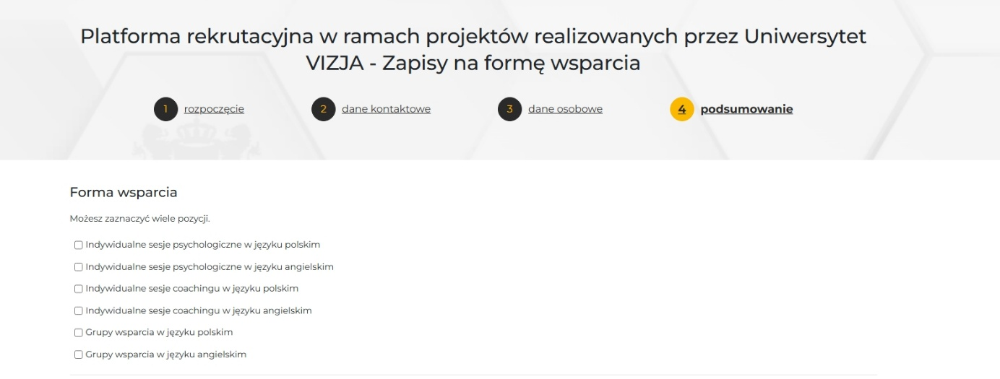 Platforma rekrutacyjna w ramach projektów realizowanych przez Uniwersytet
VIZJA - Zapisy na formę wsparcia
1 rozpoczęcie 2 dane kontaktowe 3 dane osobowe 4 podsumowanie
Forma wsparcia
Możesz zaznaczyć wiele pozycji.
Indywidualne sesje psychologiczne w języku polskim
Indywidualne sesje psychologiczne w języku angielskim
Indywidualne sesje coachingu w języku polskim
Indywidualne sesje coachingu w języku angielskim
Grupy wsparcia w języku polskim
Grupy wsparcia w języku angielskim